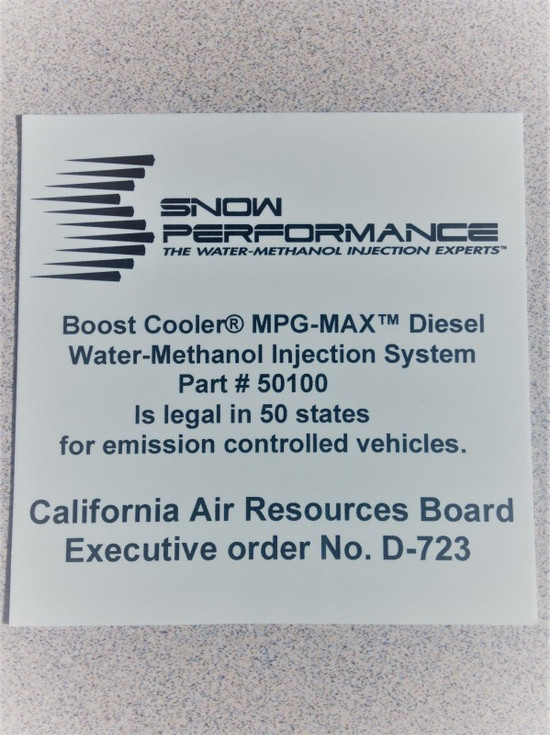 SNOW
PERFORMANCE
THE WATER-METHANOL INJECTION EXPERTS™
Boost Cooler® MPG-MAX™ Diesel
Water-Methanol Injection System
Part # 50100
Is legal in 50 states
for emission controlled vehicles.
California Air Resources Board
Executive order No. D-723